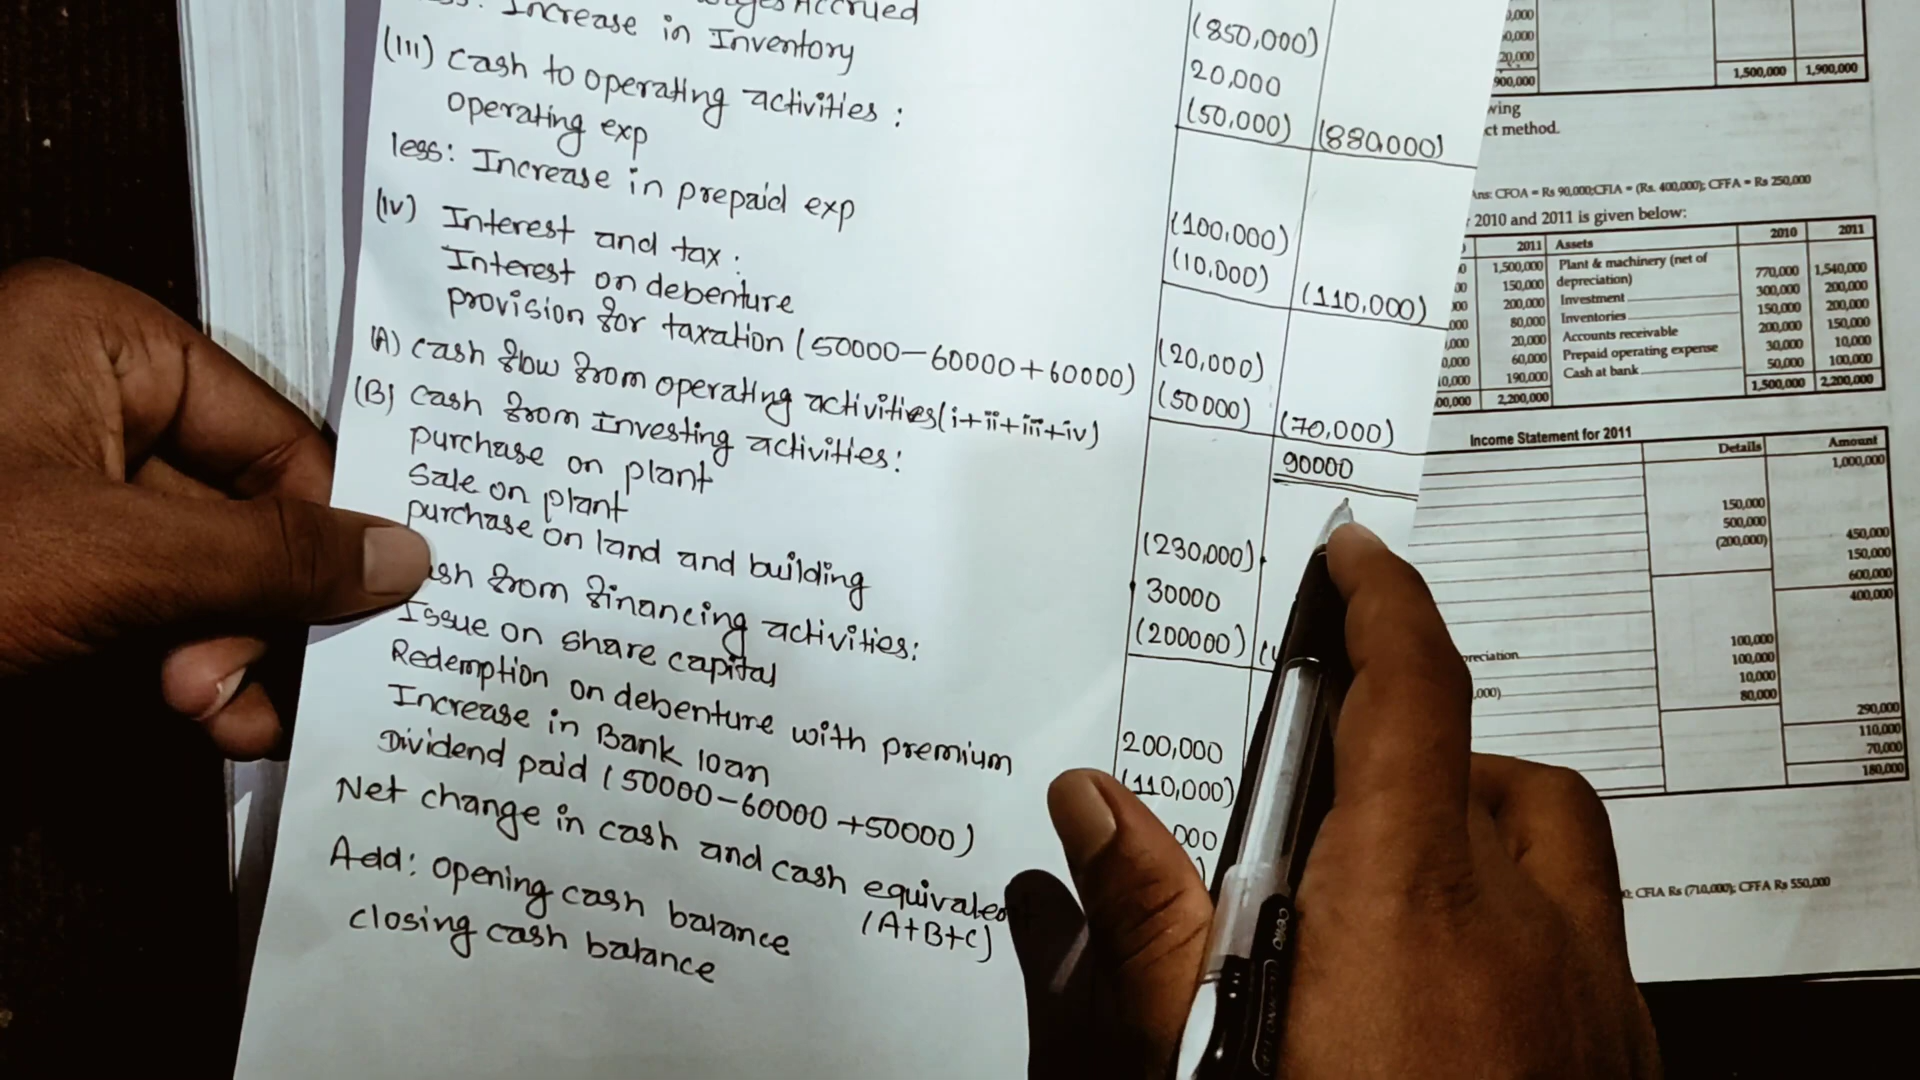 Accrued
Increase in Inventory
(850,000)
20,000
(50,000) (880,000)
(III) cash to operating activities :
operating exp
(100,000)
less: Increase in prepaid exp
(10,000) (110,000)
(IV) Interest and tax :
Interest on debenture
(20,000)
provision for taxation (50000-60000+60000)
(50000) (70,000)
(A) cash flow from operating activities (i+ii+iii+iv)
90000
(B) cash from Investing activities:
purchase on plant
(230,000)
Sale on plant
30000
purchase on land and building
(200000)
from financing activities:
Issue on share capital
200,000
Redemption on debenture with premium
(110,000)
Increase in Bank loan
Dividend paid (50000-60000+50000)
Net change in cash and cash
(A+B+C)
Add: opening cash balance
closing cash balance
1,500,000 1,900,000
ct method.
Ans: CFOA = Rs 90,000;CFIA = (Rs. 400,000); CFFA = Rs 250,000
2010 and 2011 is given below:
2011 Assets 2010 2011
1,500,000 Plant & machinery (net of
150,000 depreciation) 770,000 1,540,000
200,000 Investment 300,000 200,000
80,000 Inventories 150,000 200,000
20,000 Accounts receivable 200,000 150,000
60,000 Prepaid operating expense 30,000 10,000
190,000 Cash at bank 50,000 100,000
2,200,000 1,500,000 2,200,000
Income Statement for 2011
Details Amount
1,000,000
150,000
500,000
(200,000) 450,000
150,000
600,000
400,000
100,000
100,000
10,000
80,000
290,000
110,000
70,000
180,000
CFIA Rs (710,000); CFFA Rs 550,000